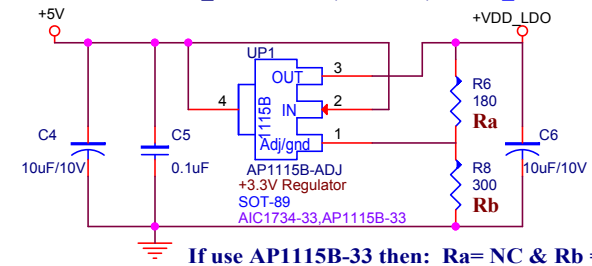 +5V
+VDD_LDO
UP1
OUT
3
4
IN
2
1115B
Adj/gnd
1
R6
180
Ra
C4
10uF/10V
C5
0.1uF
AP1115B-ADJ
+3.3V Regulator
SOT-89
AIC1734-33,AP1115B-33
R8
300
Rb
C6
10uF/10V
If use AP1115B-33 then: Ra= NC & Rb =